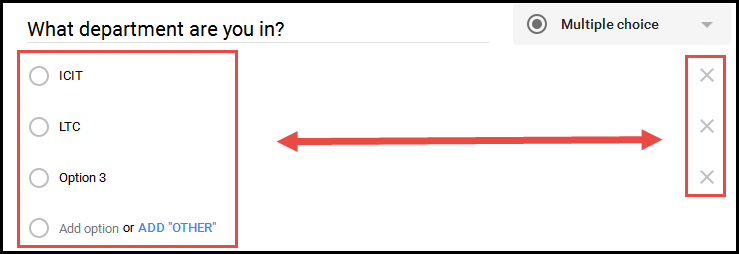 What department are you in?
Multiple choice
ICIT
LTC
Option 3
Add option or ADD "OTHER"